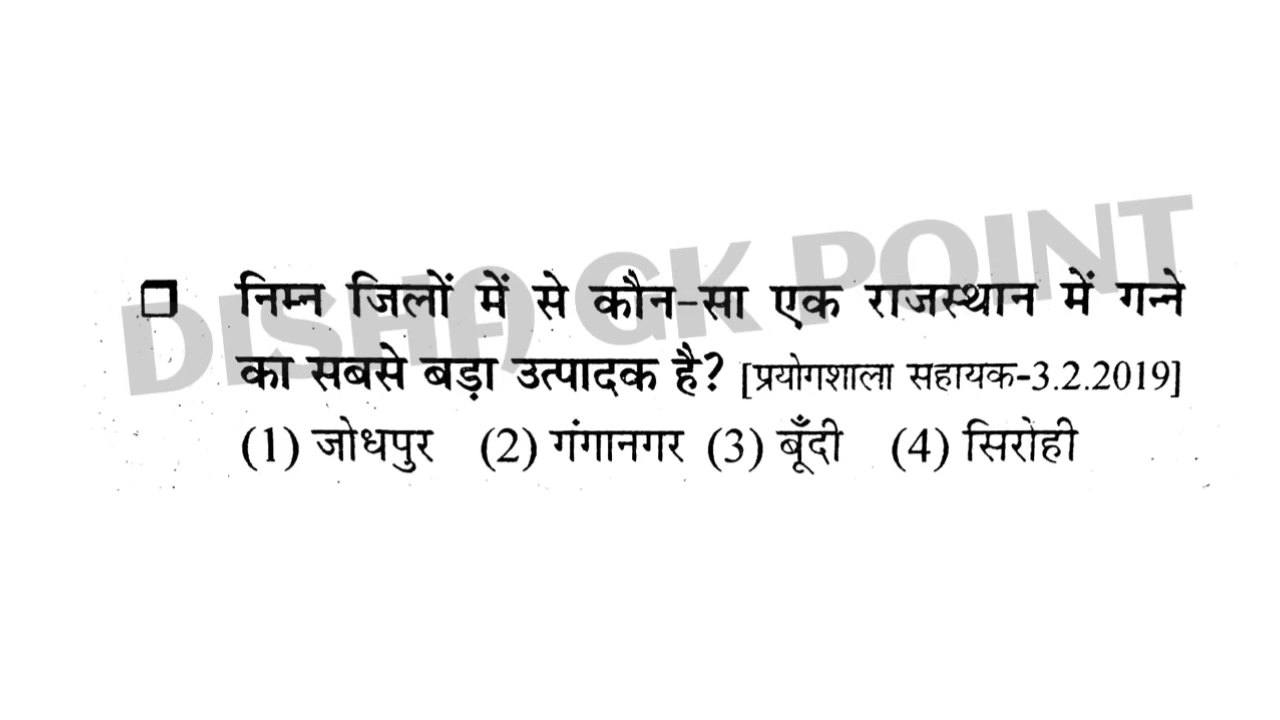 DISHA GK POINT
☐ निम्न जिलों में से कौन-सा एक राजस्थान में गन्ने
का सबसे बड़ा उत्पादक है? [प्रयोगशाला सहायक-3.2.2019]
(1) जोधपुर (2) गंगानगर (3) बूँदी (4) सिरोही